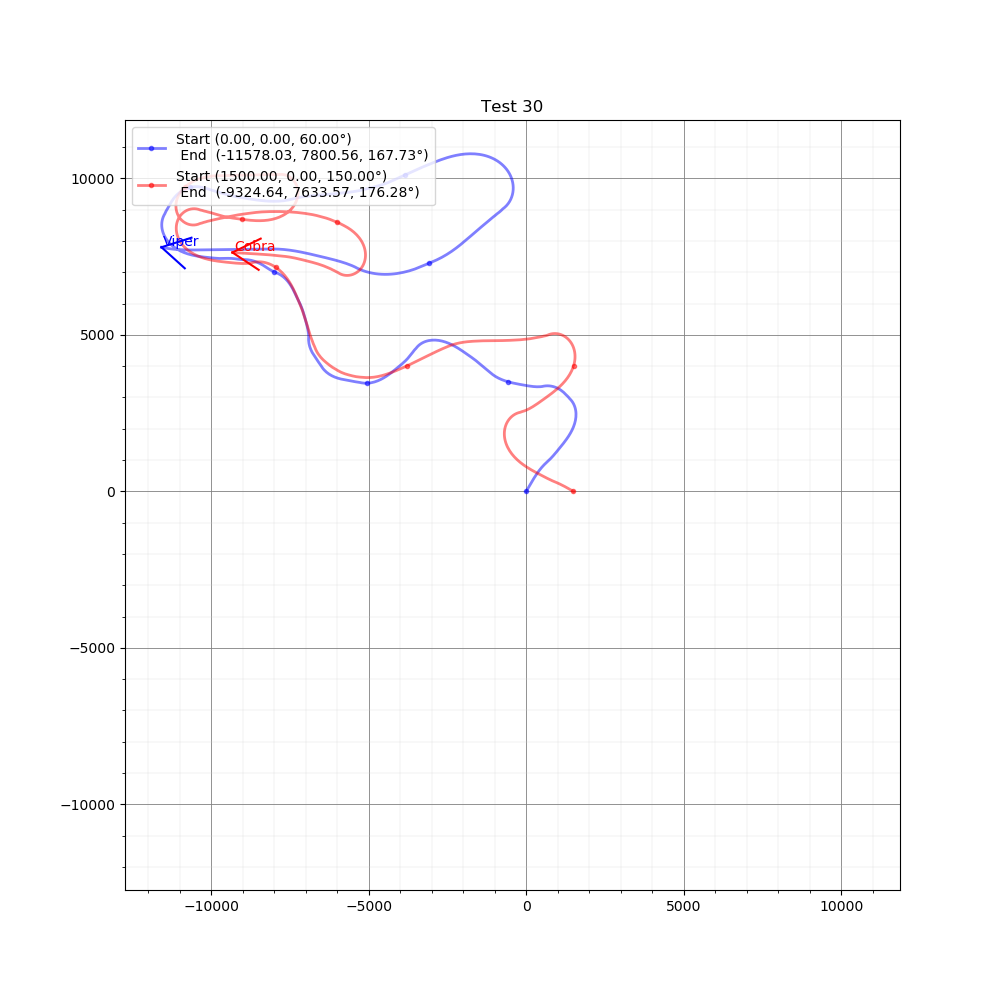 Test 30
Start (0.00, 0.00, 60.00°)
End (-11578.03, 7800.56, 167.73°)
Start (1500.00, 0.00, 150.00°)
End (-9324.64, 7633.57, 176.28°)
10000
Viper
Cobra
5000
0
−5000
−10000
−10000
−5000
0
5000
10000